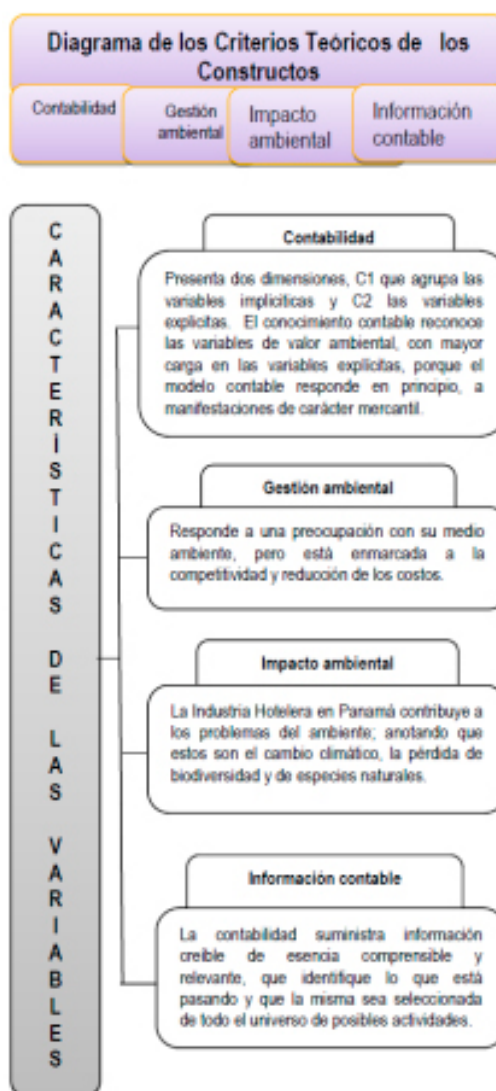 Diagrama de los Criterios Teóricos de los
Constructos
Contabilidad
Gestión
ambiental
Impacto
ambiental
Información
contable
CARACTERÍSTICAS DE LAS VARIABLES
Contabilidad
Presenta dos dimensiones, C1 que agrupa las
variables implicíticas y C2 las variables
explicitas. El conocimiento contable reconoce
las variables de valor ambiental, con mayor
carga en las variables explícitas, porque el
modelo contable responde en principio, a
manifestaciones de carácter mercantil.
Gestión ambiental
Responde a una preocupación con su medio
ambiente, pero está enmarcada a la
competitividad y reducción de los costos.
Impacto ambiental
La Industria Hotelera en Panamá contribuye a
los problemas del ambiente; anotando que
estos son el cambio climático, la pérdida de
biodiversidad y de especies naturales.
Información contable
La contabilidad suministra información
creíble de esencia comprensible y
relevante, que identifique lo que está
pasando y que la misma sea seleccionada
de todo el universo de posibles actividades.